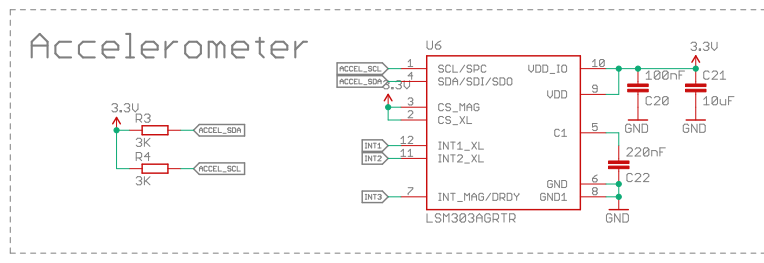 Accelerometer
U6
LSM303AGRTR
ACCEL_SCL
ACCEL_SDA
3.3V
INT1
INT2
INT3
1
4
3
2
12
11
7
SCL/SPC
SDA/SDI/SDO
CS_MAG
CS_XL
INT1_XL
INT2_XL
INT_MAG/DRDY
VDD_IO
VDD
C1
GND
GND1
10
9
5
6
8
3.3V
100nF
C20
GND
C21
10uF
GND
220nF
C22
GND
3.3V
R3
3K
ACCEL_SDA
R4
3K
ACCEL_SCL